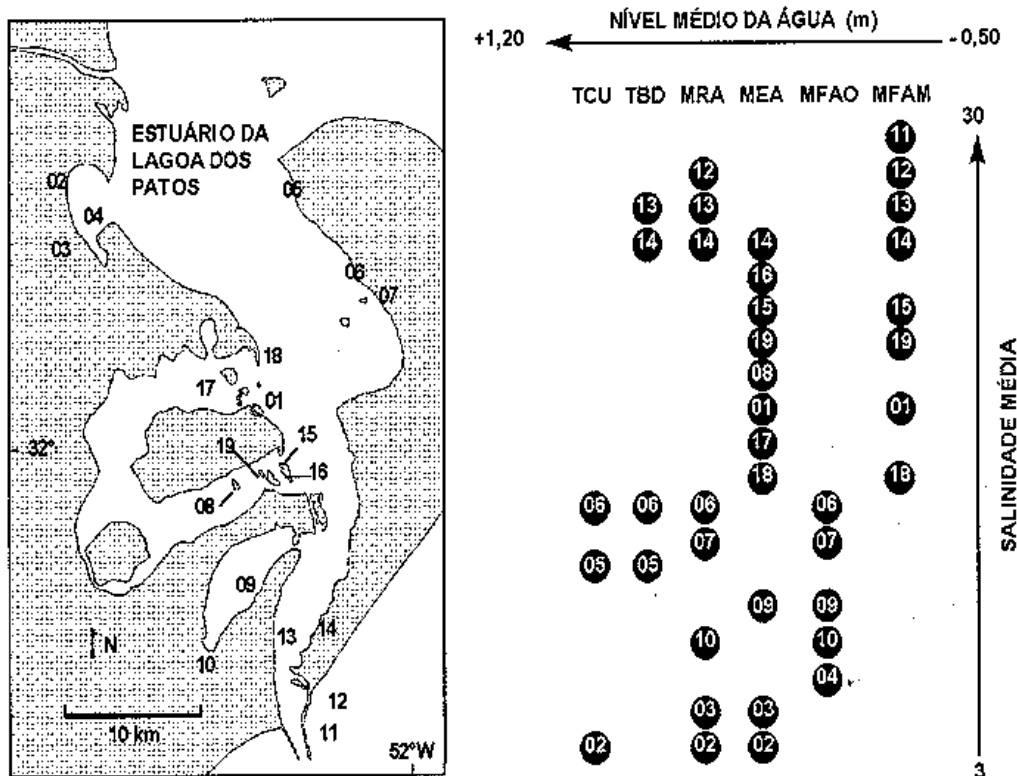 ESTUÁRIO DA
LAGOA DOS
PATOS
02
04
03
05
06
07
18
17
01
15
19
16
32°
08
09
N
13
14
10
12
11
10 km
52°W
NÍVEL MÉDIO DA ÁGUA (m)
+1,20 - 0,50
TCU TBD MRA MEA MFAO MFAM
30
11
12 12
13 13 13
14 14 14 14
16
15 15
19 19
08
01 01
17
18 18
06 06 06 06
07 07
05 05
09 09
10 10
04
03 03
02 02 02
3
SALINIDADE MÉDIA